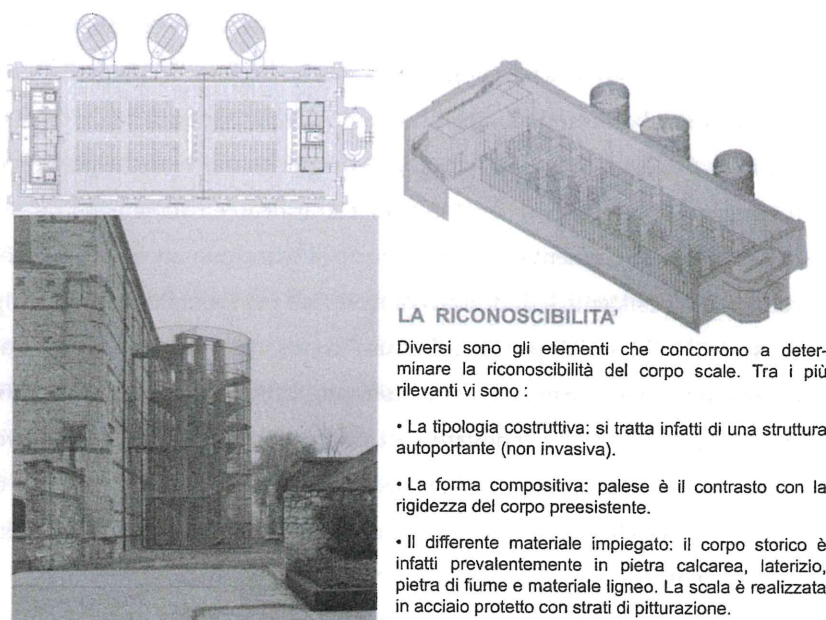 LA RICONOSCIBILITA'
Diversi sono gli elementi che concorrono a deter-
minare la riconoscibilità del corpo scale. Tra i più
rilevanti vi sono :
• La tipologia costruttiva: si tratta infatti di una struttura
autoportante (non invasiva).
• La forma compositiva: palese è il contrasto con la
rigidezza del corpo preesistente.
• Il differente materiale impiegato: il corpo storico è
infatti prevalentemente in pietra calcarea, laterizio,
pietra di fiume e materiale ligneo. La scala è realizzata
in acciaio protetto con strati di pitturazione.